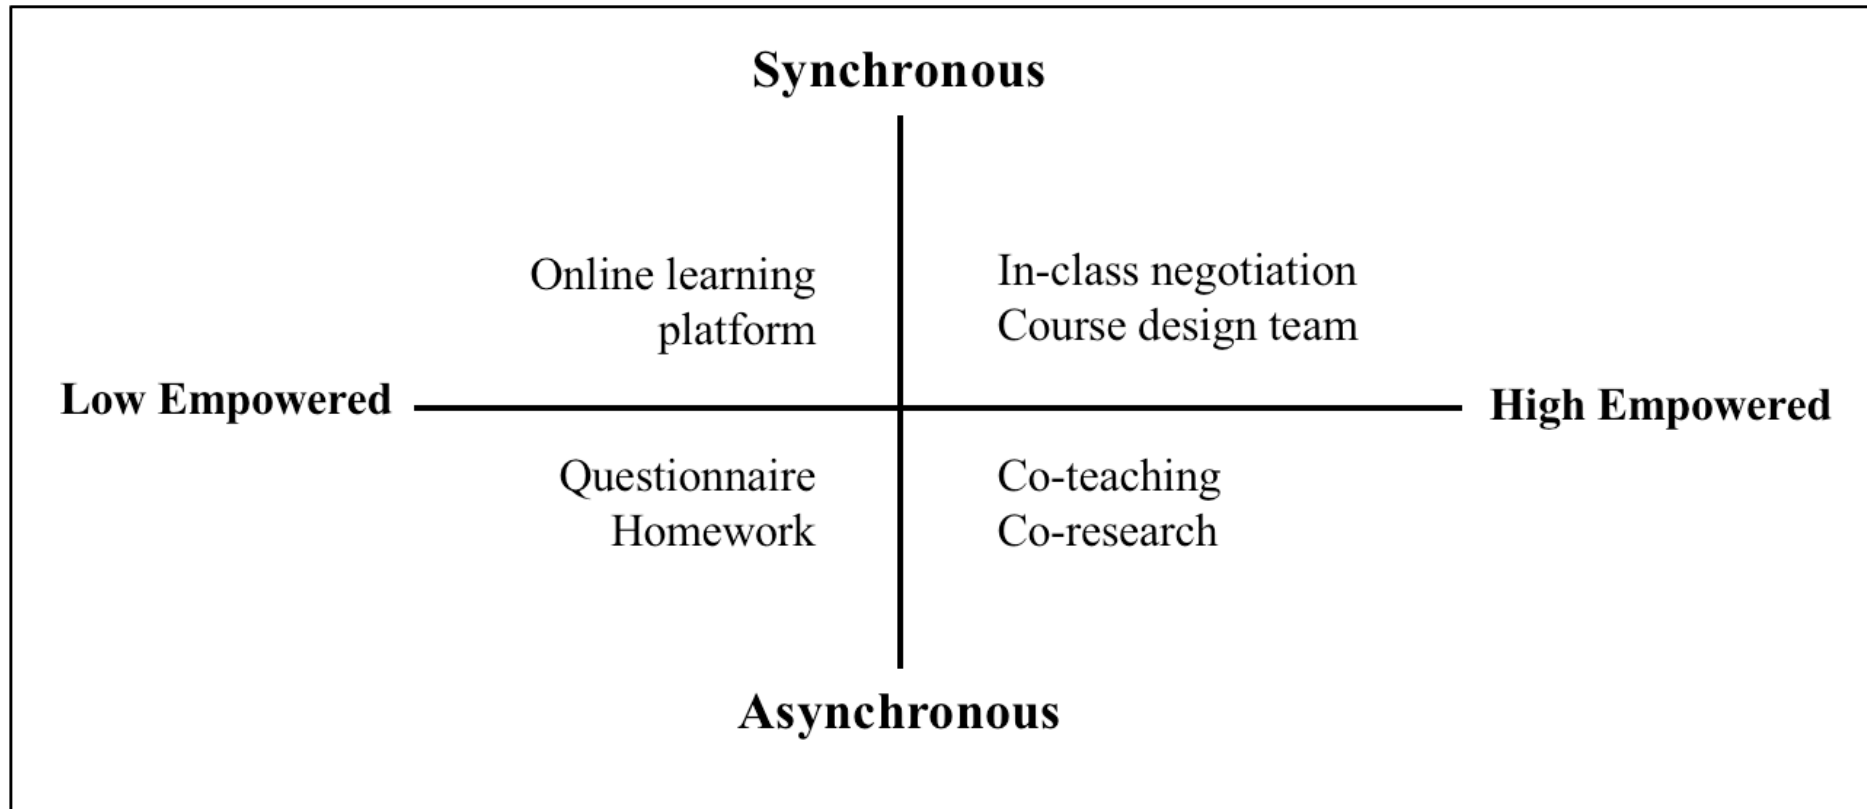 Synchronous
Online learning
platform
In-class negotiation
Course design team
Low Empowered
High Empowered
Questionnaire
Homework
Co-teaching
Co-research
Asynchronous